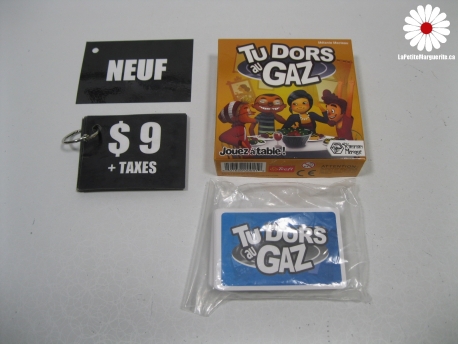 LaPetiteMarguerite.ca
NEUF
$ 9
+ TAXES
TU DORS
au
GAZ
Jouez à table!
TU DORS
au
GAZ